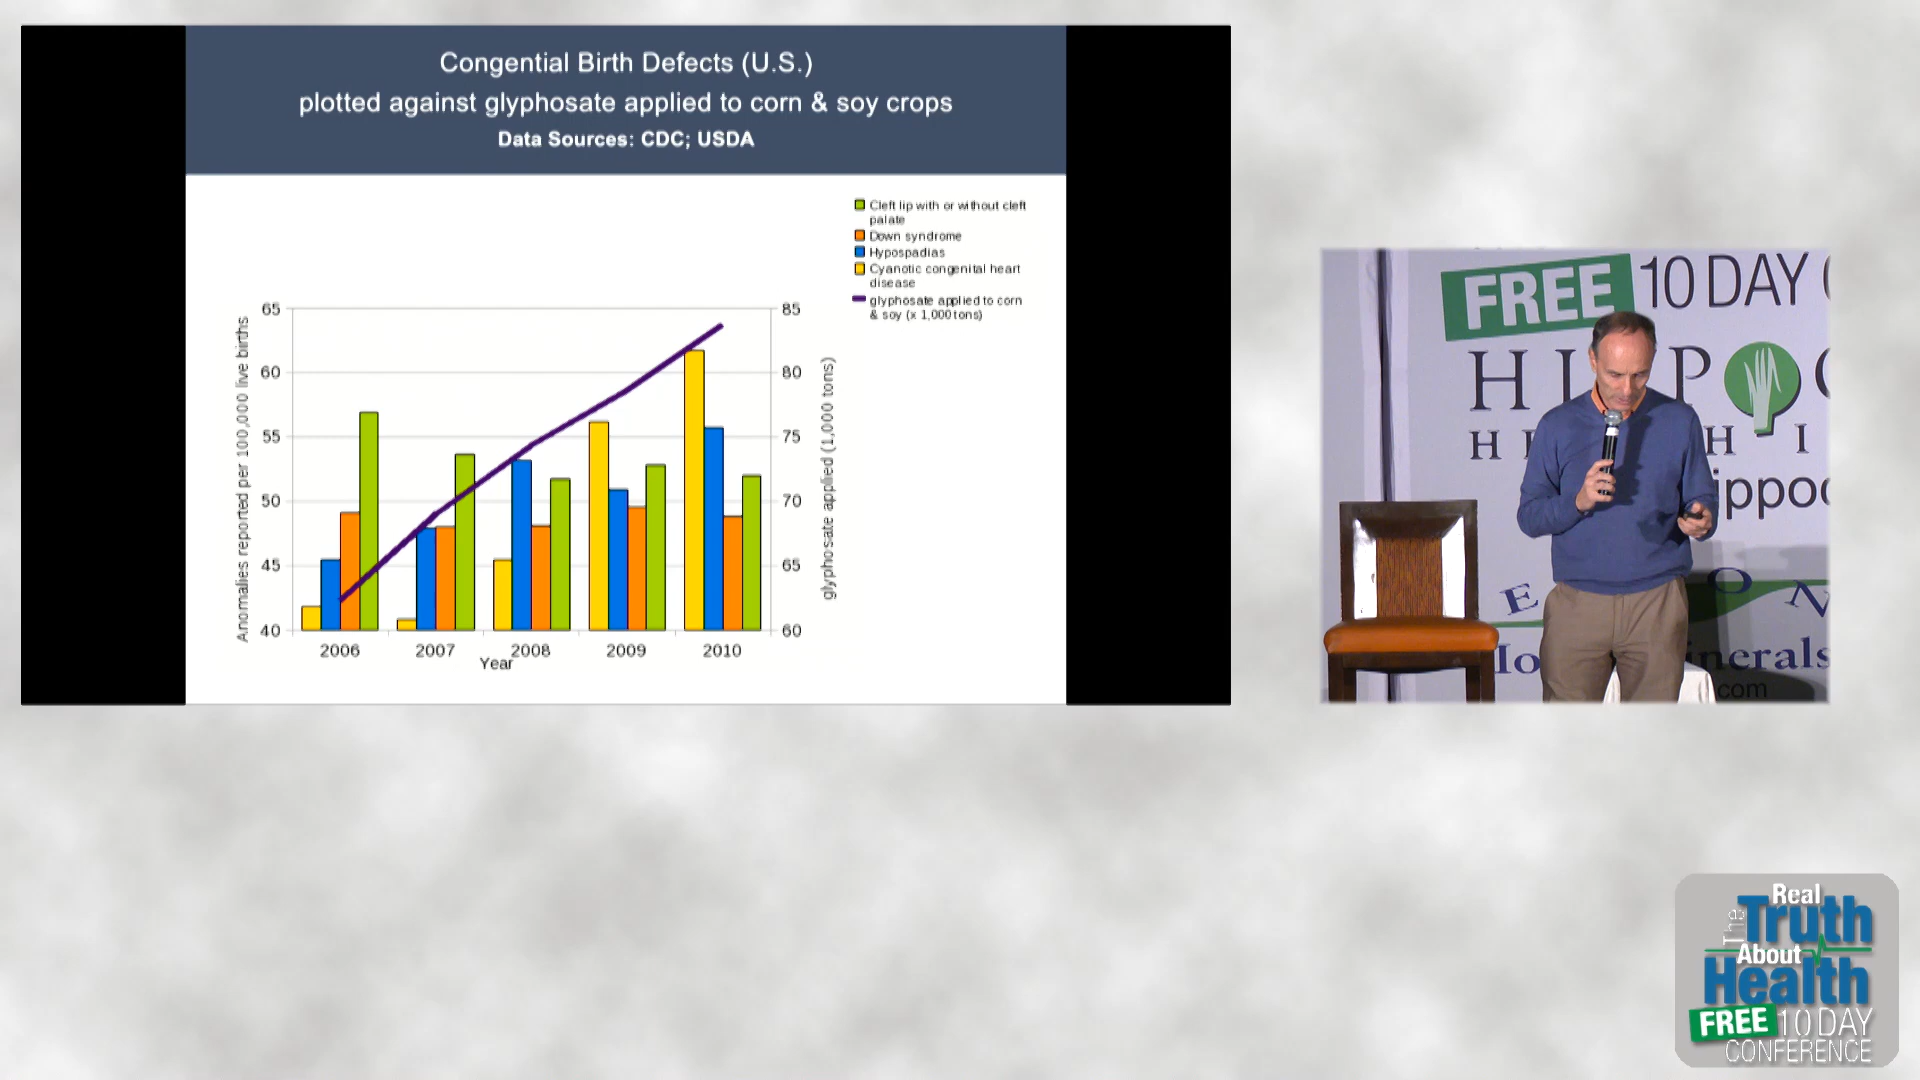 Congential Birth Defects (U.S.)
plotted against glyphosate applied to corn & soy crops
Data Sources: CDC; USDA
Cleft lip with or without cleft
palate
Down syndrome
Hypospadias
Cyanotic congenital heart
disease
glyphosate applied to corn
& soy (x 1,000 tons)
Anomalies reported per 100,000 live births
65
60
55
50
45
40
85
80
75
70
65
60
glyphosate applied (1,000 tons)
2006
2007
2008
2009
2010
Year
FREE 10 DAY
HIPPO
H
H I
ippoc
E O N
inerals
com
The Real
Truth
About
Health
FREE 10 DAY
CONFERENCE